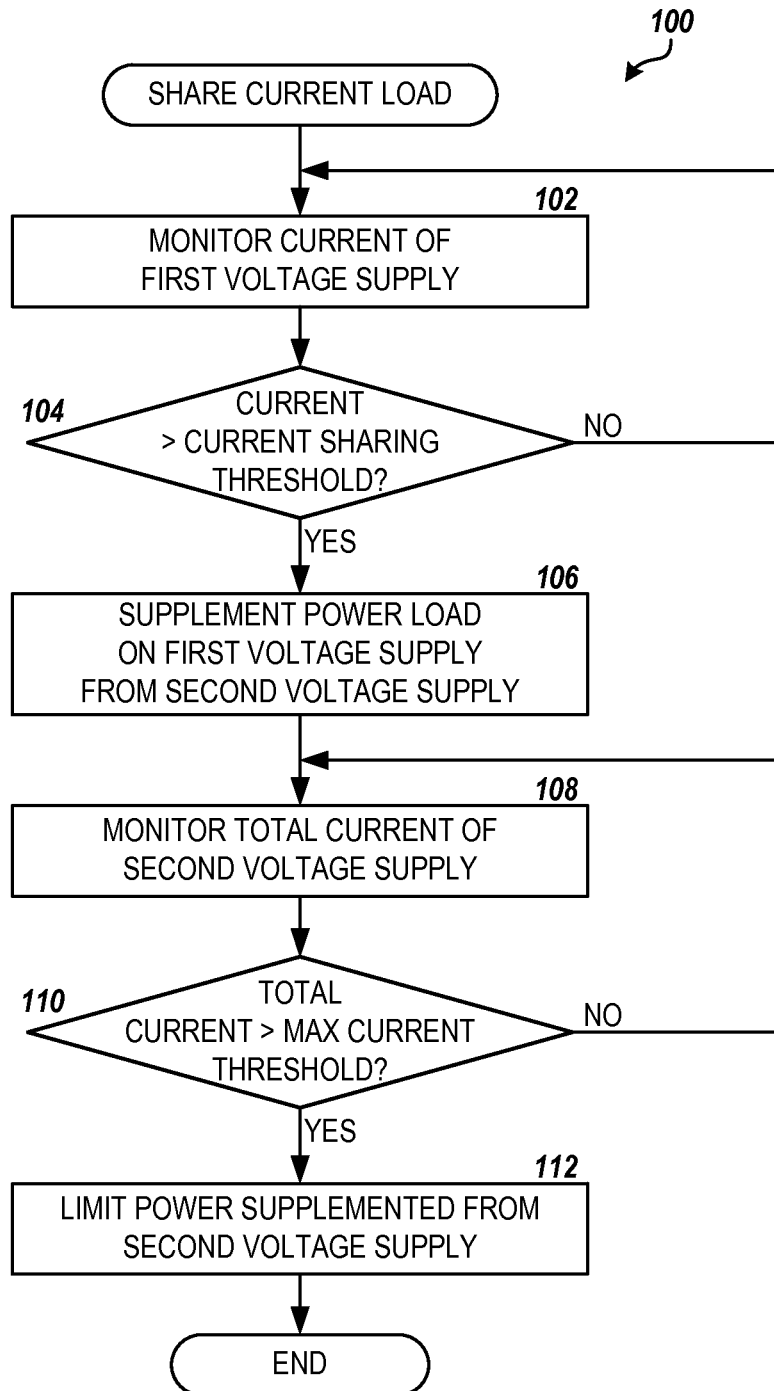 100
SHARE CURRENT LOAD
102
MONITOR CURRENT OF
FIRST VOLTAGE SUPPLY
104
CURRENT
> CURRENT SHARING
THRESHOLD?
NO
YES
106
SUPPLEMENT POWER LOAD
ON FIRST VOLTAGE SUPPLY
FROM SECOND VOLTAGE SUPPLY
108
MONITOR TOTAL CURRENT OF
SECOND VOLTAGE SUPPLY
110
TOTAL
CURRENT > MAX CURRENT
THRESHOLD?
NO
YES
112
LIMIT POWER SUPPLEMENTED FROM
SECOND VOLTAGE SUPPLY
END